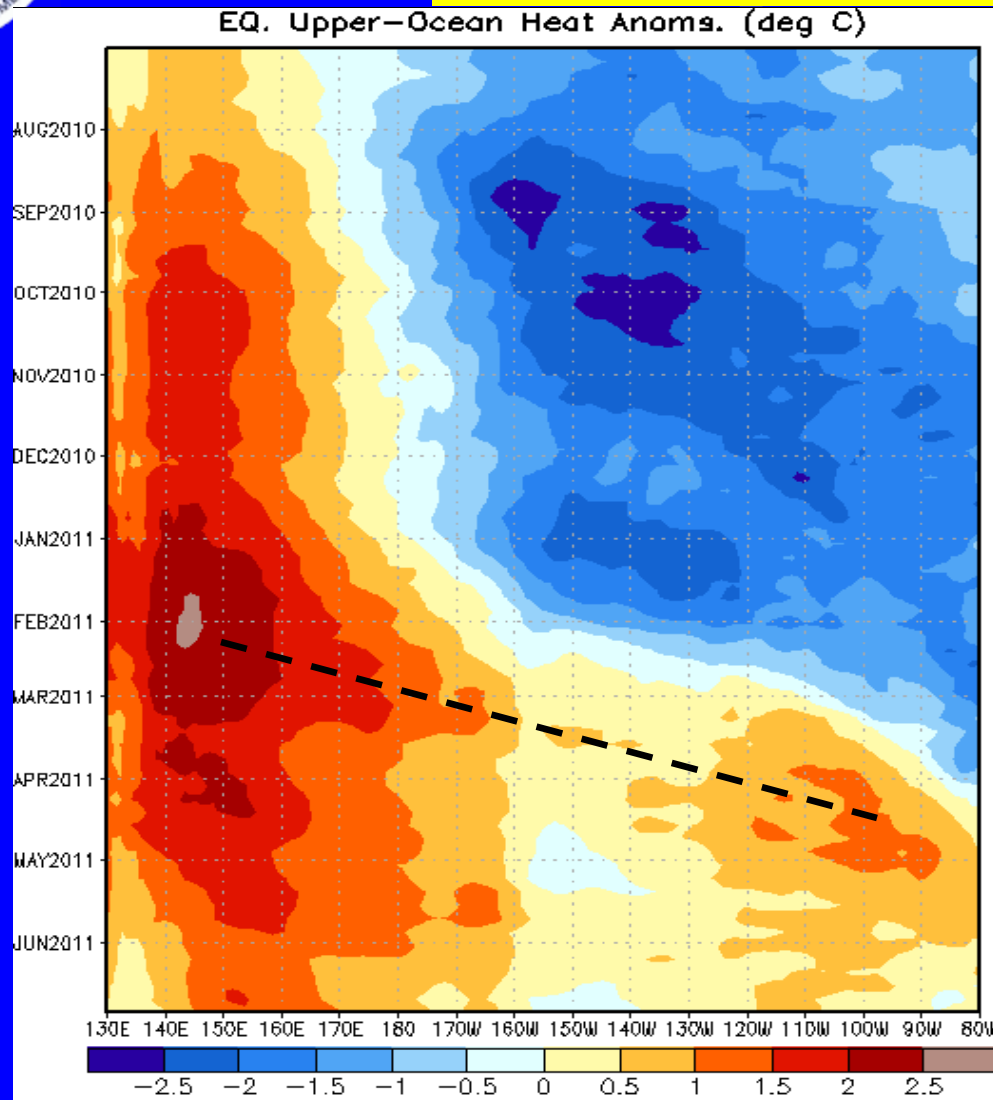 EQ. Upper-Ocean Heat Anoms. (deg C)
AUG2010
SEP2010
OCT2010
NOV2010
DEC2010
JAN2011
FEB2011
MAR2011
APR2011
MAY2011
JUN2011
130E 140E 150E 160E 170E 180 170W 160W 150W 140W 130W 120W 110W 100W 90W 80W
-2.5 -2 -1.5 -1 -0.5 0 0.5 1 1.5 2 2.5